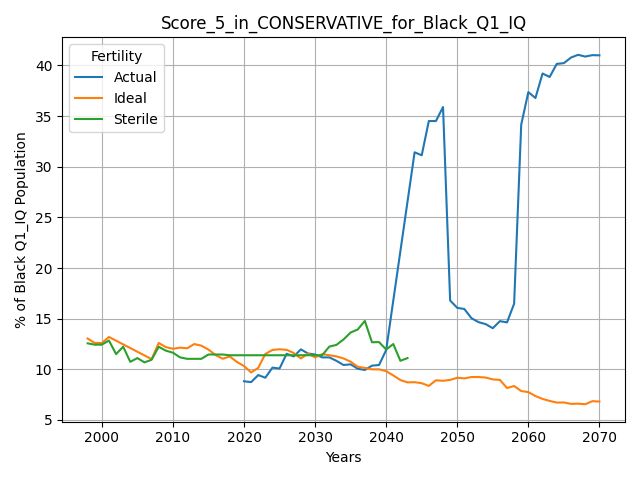 Score_5_in_CONSERVATIVE_for_Black_Q1_IQ
Fertility
Actual
Ideal
Sterile
% of Black Q1_IQ Population
40
35
30
25
20
15
10
5
2000 2010 2020 2030 2040 2050 2060 2070
Years